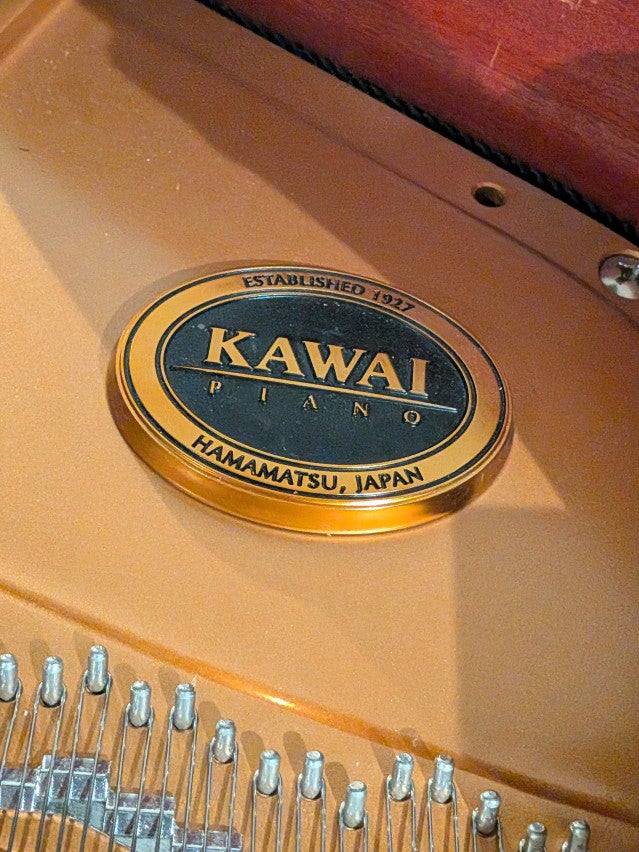 ESTABLISHED 1927
KAWAI
PIANO
HAMAMATSU, JAPAN